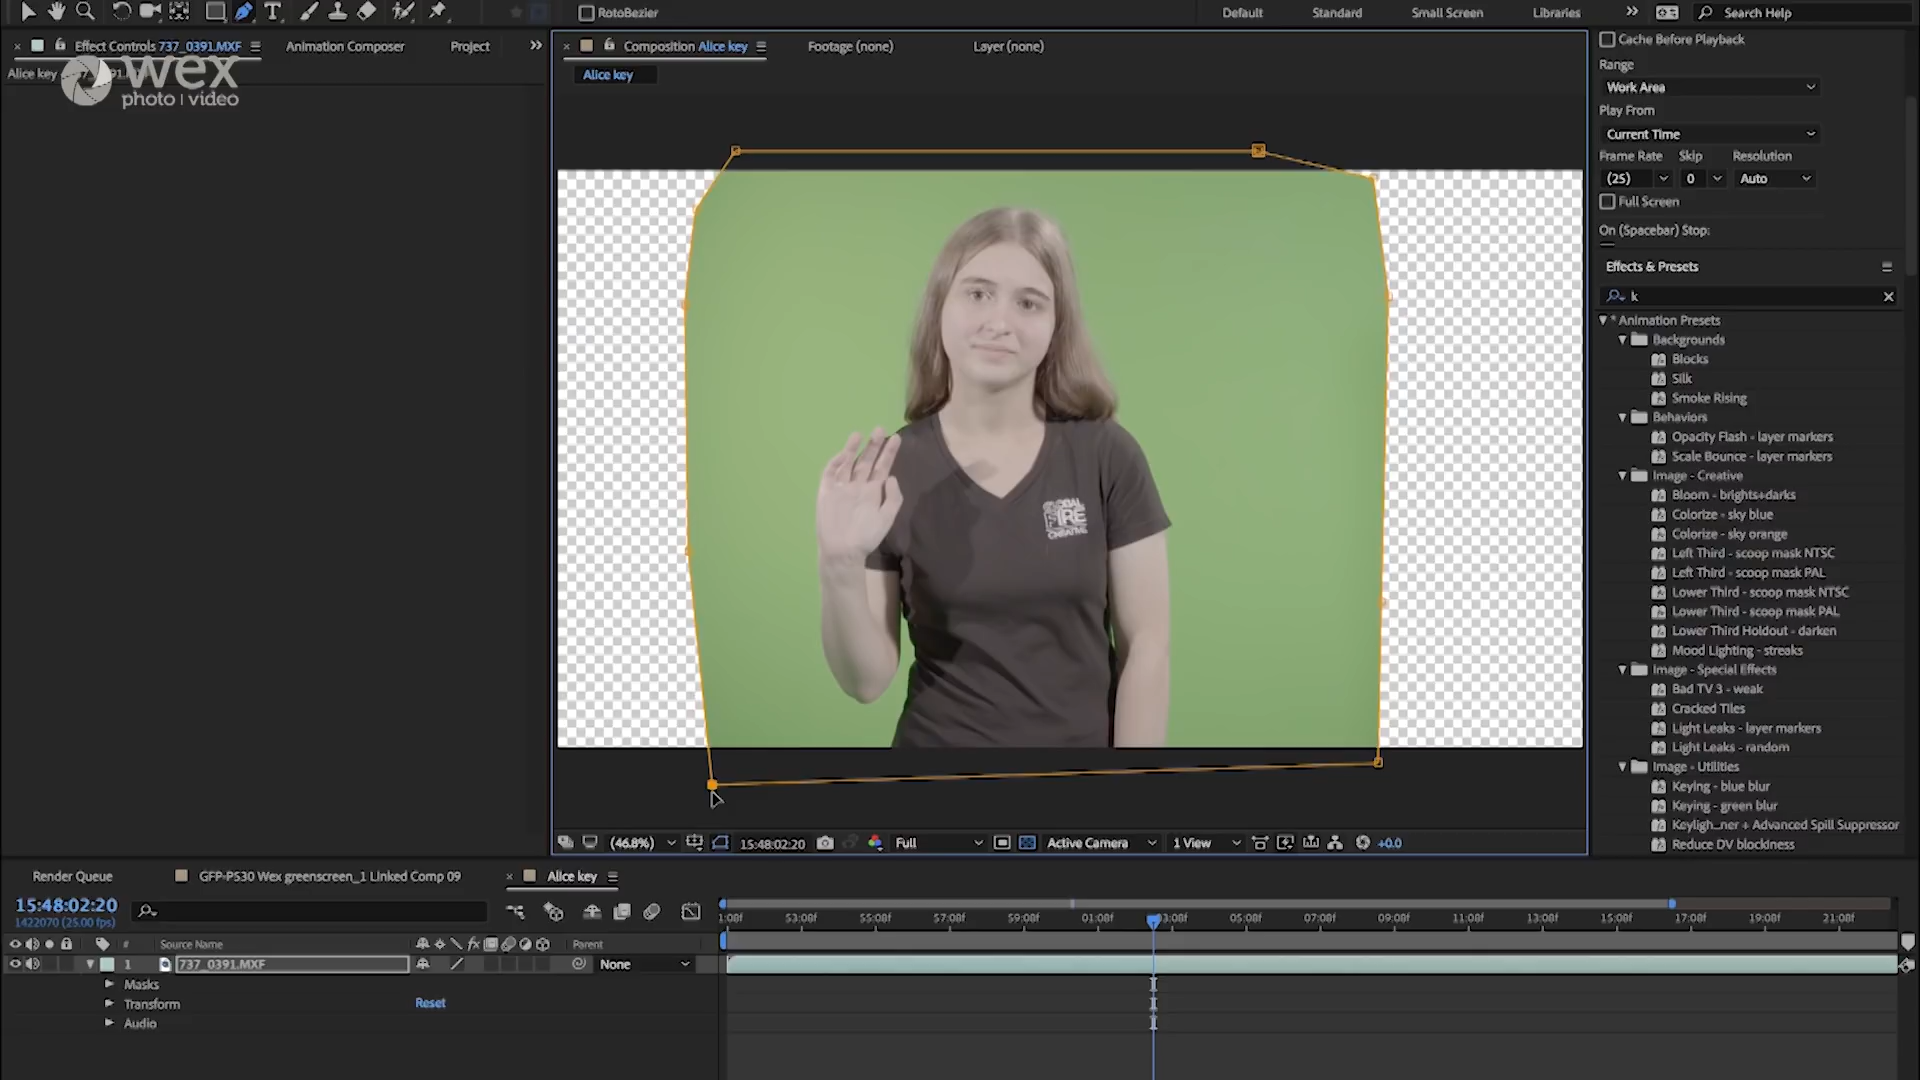 RotoBezier
Default
Standard
Small Screen
Libraries
Search Help
Effect Controls 737_0391.MXF
Animation Composer
Project
Composition Alice key
Footage (none)
Layer (none)
Alice key
Alice key
wex
photo | video
Cache Before Playback
Range
Work Area
Play From
Current Time
Frame Rate
Skip
Resolution
(25)
0
Auto
Full Screen
On (Spacebar) Stop:
Effects & Presets
k
* Animation Presets
Backgrounds
Blocks
Silk
Smoke Rising
Behaviors
Opacity Flash - layer markers
Scale Bounce - layer markers
Image - Creative
Bloom - brights+darks
Colorize - sky blue
Colorize - sky orange
Left Third - scoop mask NTSC
Left Third - scoop mask PAL
Lower Third - scoop mask NTSC
Lower Third - scoop mask PAL
Lower Third Holdout - darken
Mood Lighting - streaks
Image - Special Effects
Bad TV 3 - weak
Cracked Tiles
Light Leaks - layer markers
Light Leaks - random
Image - Utilities
Keying - blue blur
Keying - green blur
Keyligh...ner + Advanced Spill Suppressor
Reduce DV blockiness
CREATIVE
(46.8%)
15:48:02:20
Full
Active Camera
1 View
+0.0
Render Queue
GFP-PS30 Wex greenscreen_1 Linked Comp 09
Alice key
15:48:02:20
1422070 (25.00 fps)
1:00f
53:00f
55:00f
57:00f
59:00f
01:00f
03:00f
05:00f
07:00f
09:00f
11:00f
13:00f
15:00f
17:00f
19:00f
21:00f
#
Source Name
fx
Parent
1
737_0391.MXF
None
Masks
Transform
Reset
Audio